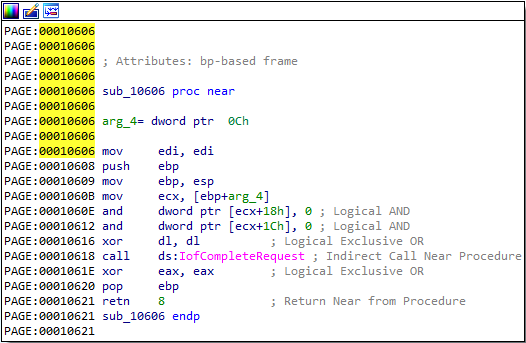 PAGE:00010606
PAGE:00010606
PAGE:00010606 ; Attributes: bp-based frame
PAGE:00010606
PAGE:00010606 sub_10606 proc near
PAGE:00010606
PAGE:00010606 arg_4= dword ptr  0Ch
PAGE:00010606
PAGE:00010606 mov     edi, edi
PAGE:00010608 push    ebp
PAGE:00010609 mov     ebp, esp
PAGE:0001060B mov     ecx, [ebp+arg_4]
PAGE:0001060E and     dword ptr [ecx+18h], 0 ; Logical AND
PAGE:00010612 and     dword ptr [ecx+1Ch], 0 ; Logical AND
PAGE:00010616 xor     dl, dl          ; Logical Exclusive OR
PAGE:00010618 call    ds:IofCompleteRequest ; Indirect Call Near Procedure
PAGE:0001061E xor     eax, eax        ; Logical Exclusive OR
PAGE:00010620 pop     ebp
PAGE:00010621 retn    8               ; Return Near from Procedure
PAGE:00010621 sub_10606 endp
PAGE:00010621